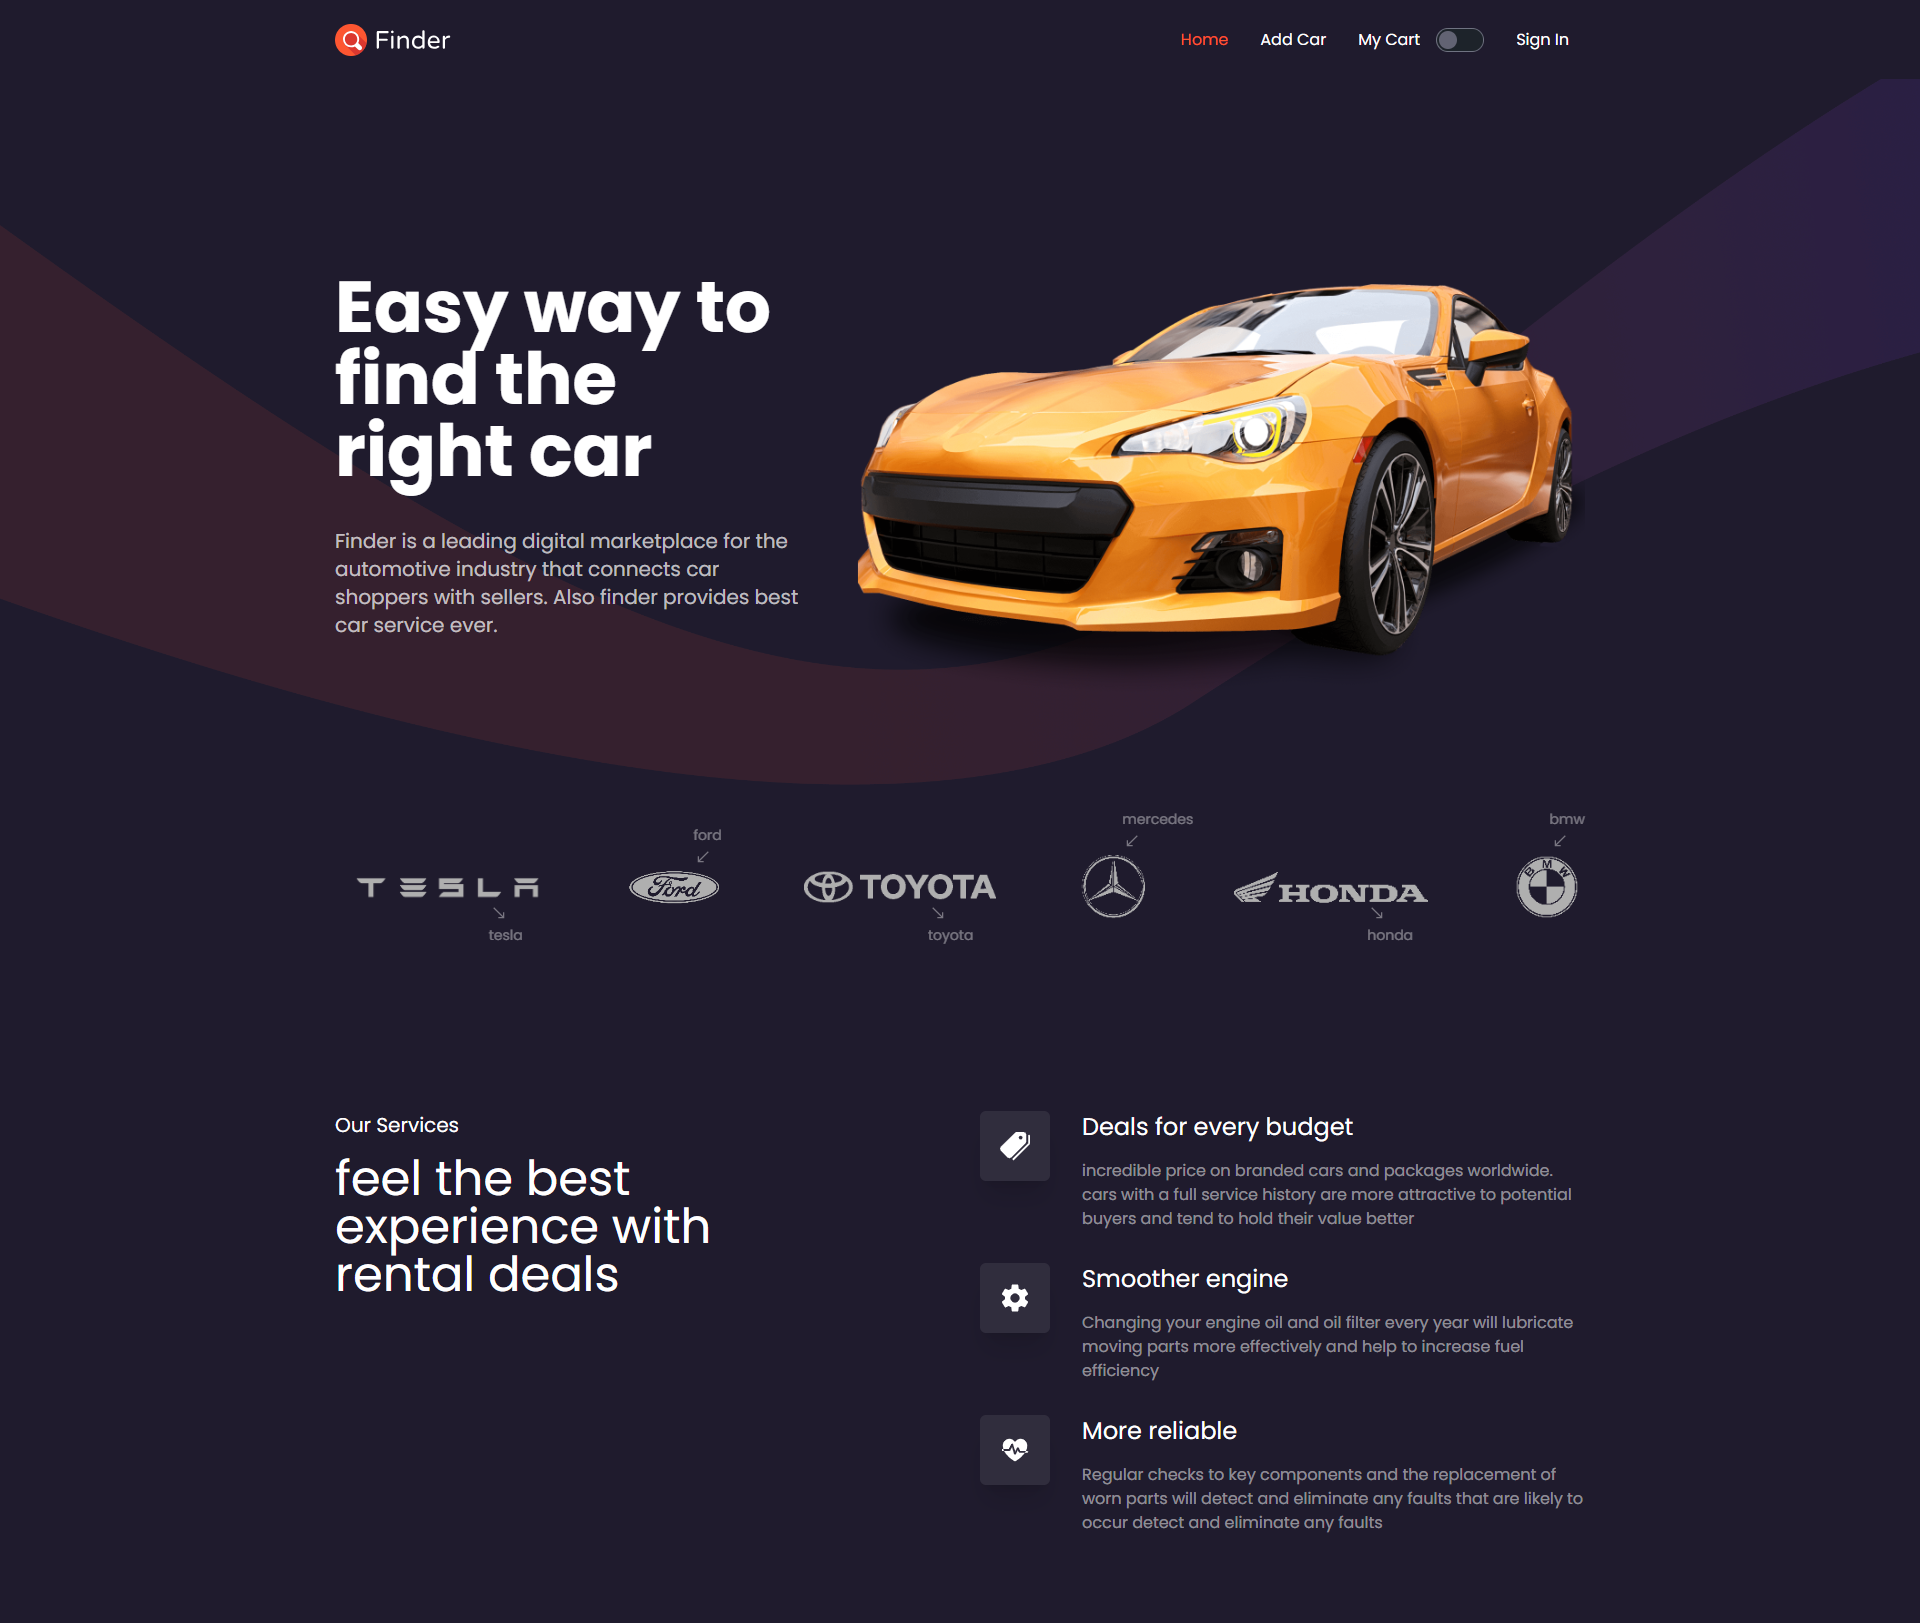 Finder
Home
Add Car
My Cart
Sign In
Easy way to
find the
right car
Finder is a leading digital marketplace for the
automotive industry that connects car
shoppers with sellers. Also finder provides best
car service ever.
TESLA
tesla
ford
Ford
TOYOTA
toyota
mercedes
HONDA
honda
bmw
BMW
Our Services
feel the best
experience with
rental deals
Deals for every budget
incredible price on branded cars and packages worldwide.
cars with a full service history are more attractive to potential
buyers and tend to hold their value better
Smoother engine
Changing your engine oil and oil filter every year will lubricate
moving parts more effectively and help to increase fuel
efficiency
More reliable
Regular checks to key components and the replacement of
worn parts will detect and eliminate any faults that are likely to
occur detect and eliminate any faults